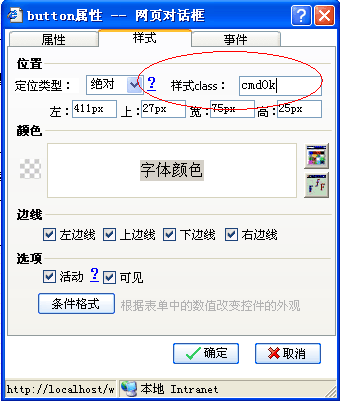 button属性 -- 网页对话框
属性 样式 事件
位置
定位类型： 绝对 ? 样式class： cmdOk
左：411px 上：27px 宽：75px 高：25px
颜色
字体颜色
边线
左边线 上边线 下边线 右边线
选项
活动 ? 可见
条件格式 根据表单中的数值改变控件的外观
确定 取消
http://localhost/w 本地 Intranet